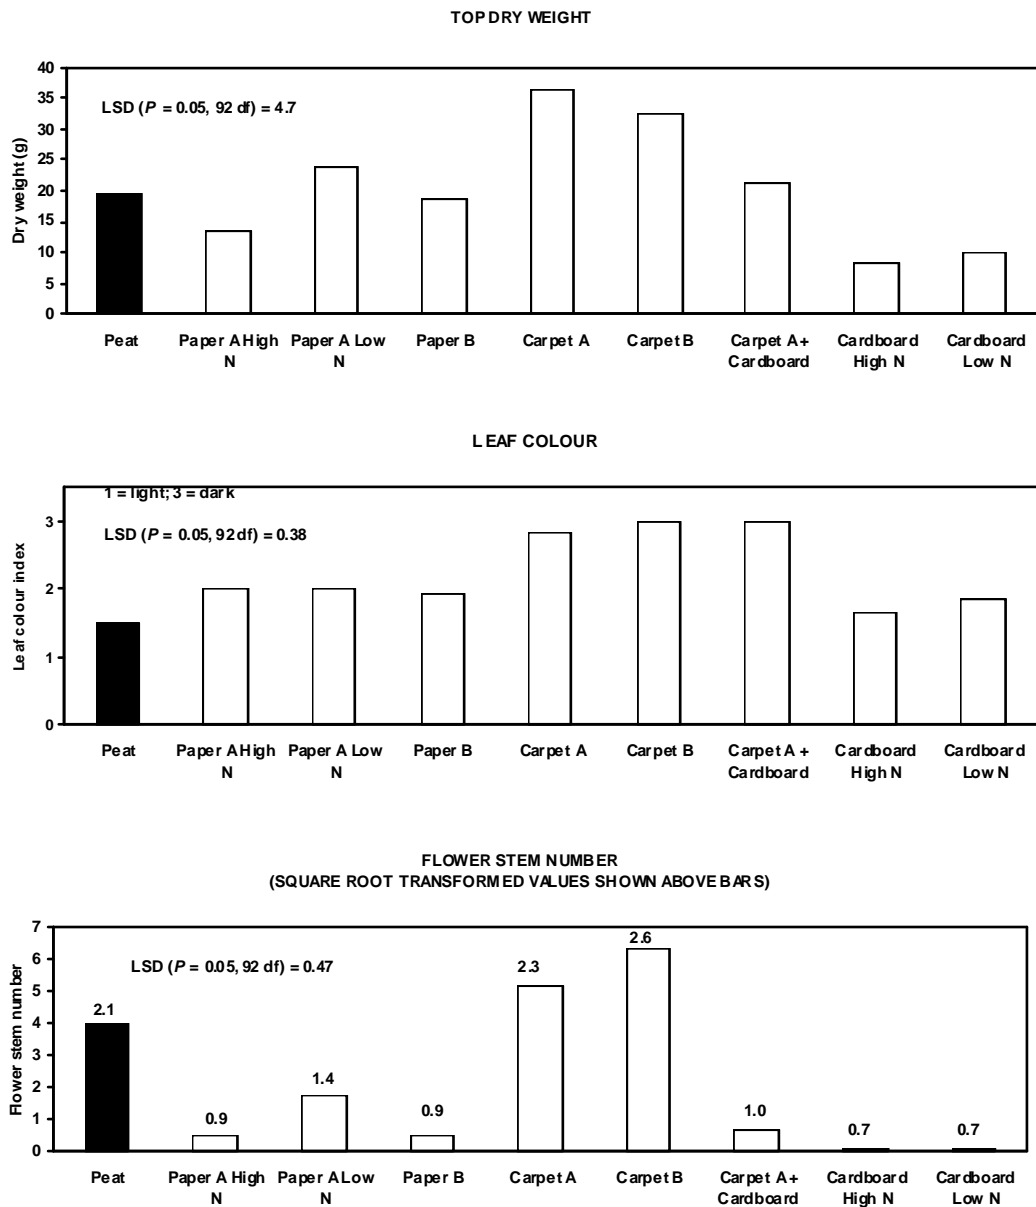 TOP DRY WEIGHT
40
35
30
25
20
15
10
5
0
Dry weight (g)
LSD (P = 0.05, 92 df) = 4.7
Peat
Paper A High N
Paper A Low N
Paper B
Carpet A
Carpet B
Carpet A + Cardboard
Cardboard High N
Cardboard Low N
LEAF COLOUR
1 = light; 3 = dark
LSD (P = 0.05, 92 df) = 0.38
3
2
1
0
Leaf colour index
Peat
Paper A High N
Paper A Low N
Paper B
Carpet A
Carpet B
Carpet A + Cardboard
Cardboard High N
Cardboard Low N
FLOWER STEM NUMBER
(SQUARE ROOT TRANSFORMED VALUES SHOWN ABOVE BARS)
7
6
5
4
3
2
1
0
Flower stem number
LSD (P = 0.05, 92 df) = 0.47
2.1
0.9
1.4
0.9
2.3
2.6
1.0
0.7
0.7
Peat
Paper A High N
Paper A Low N
Paper B
Carpet A
Carpet B
Carpet A + Cardboard
Cardboard High N
Cardboard Low N